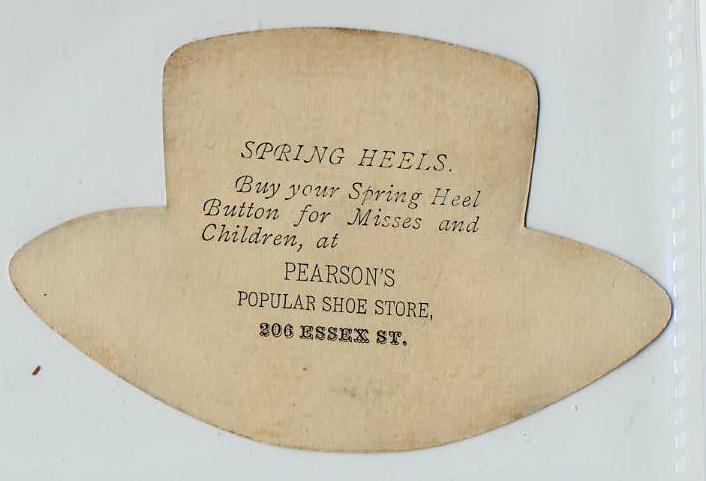 SPRING HEELS.
Buy your Spring Heel
Button for Misses and
Children, at
PEARSON'S
POPULAR SHOE STORE,
206 ESSEX ST.